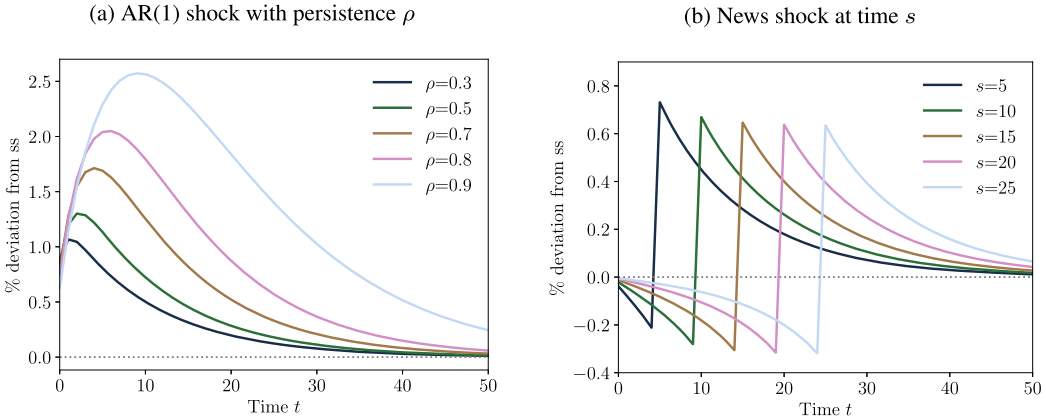 (a) AR(1) shock with persistence ρ
% deviation from ss
2.5
2.0
1.5
1.0
0.5
0.0
0 10 20 30 40 50
Time t
ρ=0.3
ρ=0.5
ρ=0.7
ρ=0.8
ρ=0.9
(b) News shock at time s
% deviation from ss
0.8
0.6
0.4
0.2
0.0
−0.2
−0.4
0 10 20 30 40 50
Time t
s=5
s=10
s=15
s=20
s=25